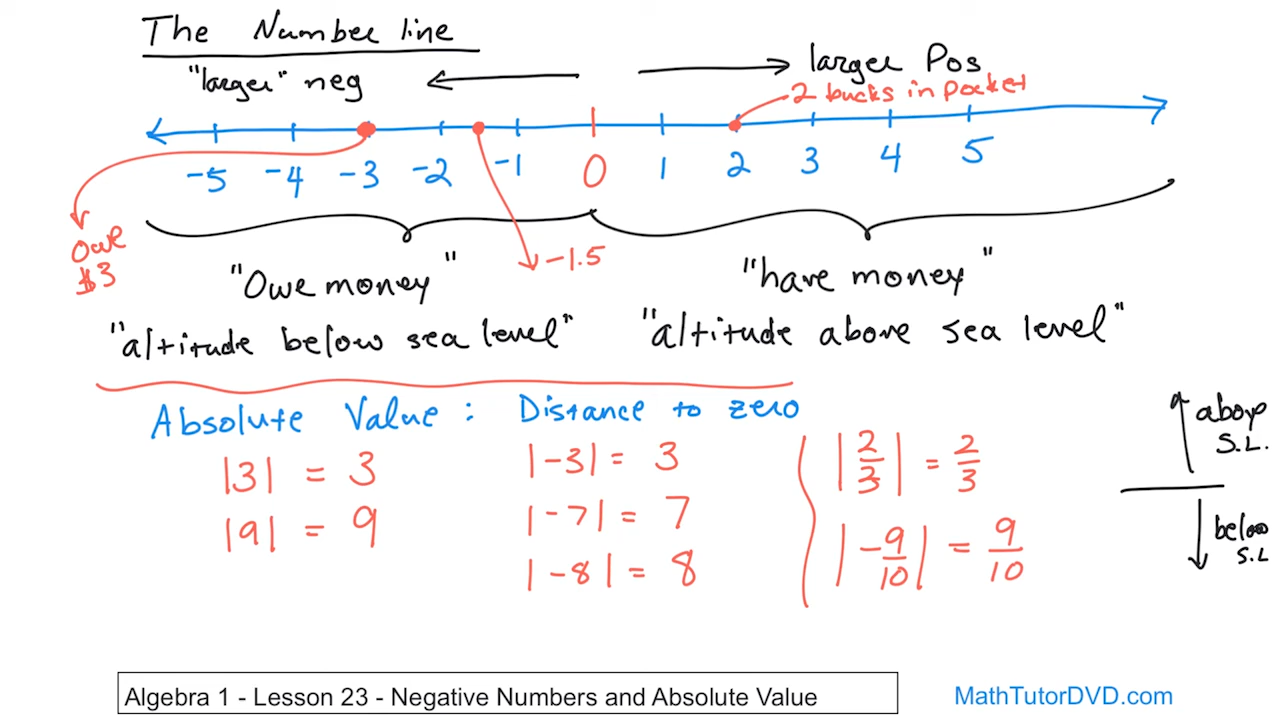 The Number line
"larger" neg
larger Pos
2 bucks in pocket
-5 -4 -3 -2 -1 0 1 2 3 4 5
Owe
$3
-1.5
"Owe money"
"have money"
"altitude below sea level"
"altitude above sea level"
Absolute Value: Distance to zero
|3| = 3
|9| = 9
|-3| = 3
|-7| = 7
|-8| = 8
|2/3| = 2/3
|-9/10| = 9/10
above
S.L.
below
S.L
Algebra 1 - Lesson 23 - Negative Numbers and Absolute Value
MathTutorDVD.com